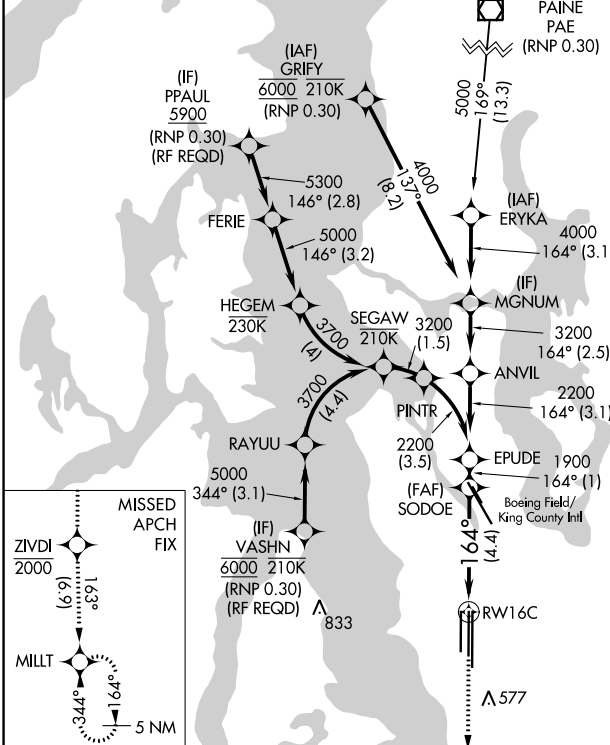 PAINE
PAE
(RNP 0.30)
5000
169°
(13.3)
(IAF)
GRIFY
6000 210K
(RNP 0.30)
(IF)
PPAUL
5900
(RNP 0.30)
(RF REQD)
4000
137°
(8.2)
5300
146° (2.8)
FERIE
5000
146° (3.2)
(IAF)
ERYKA
4000
164° (3.1
(IF)
MGNUM
HEGEM
230K
3700
(4)
SEGAW
210K
3200
(1.5)
3200
164° (2.5)
ANVIL
3700
(4.4)
PINTR
2200
164° (3.1)
RAYUU
2200
(3.5)
EPUDE
1900
164° (1)
5000
344° (3.1)
(FAF)
SODOE
Boeing Field/
King County Intl
164°
(4.4)
(IF)
VASHN
6000 210K
(RNP 0.30)
(RF REQD)
833
RW16C
577
MISSED
APCH
FIX
ZIVDI
2000
163°
(6.9)
MILLT
344°
164°
5 NM